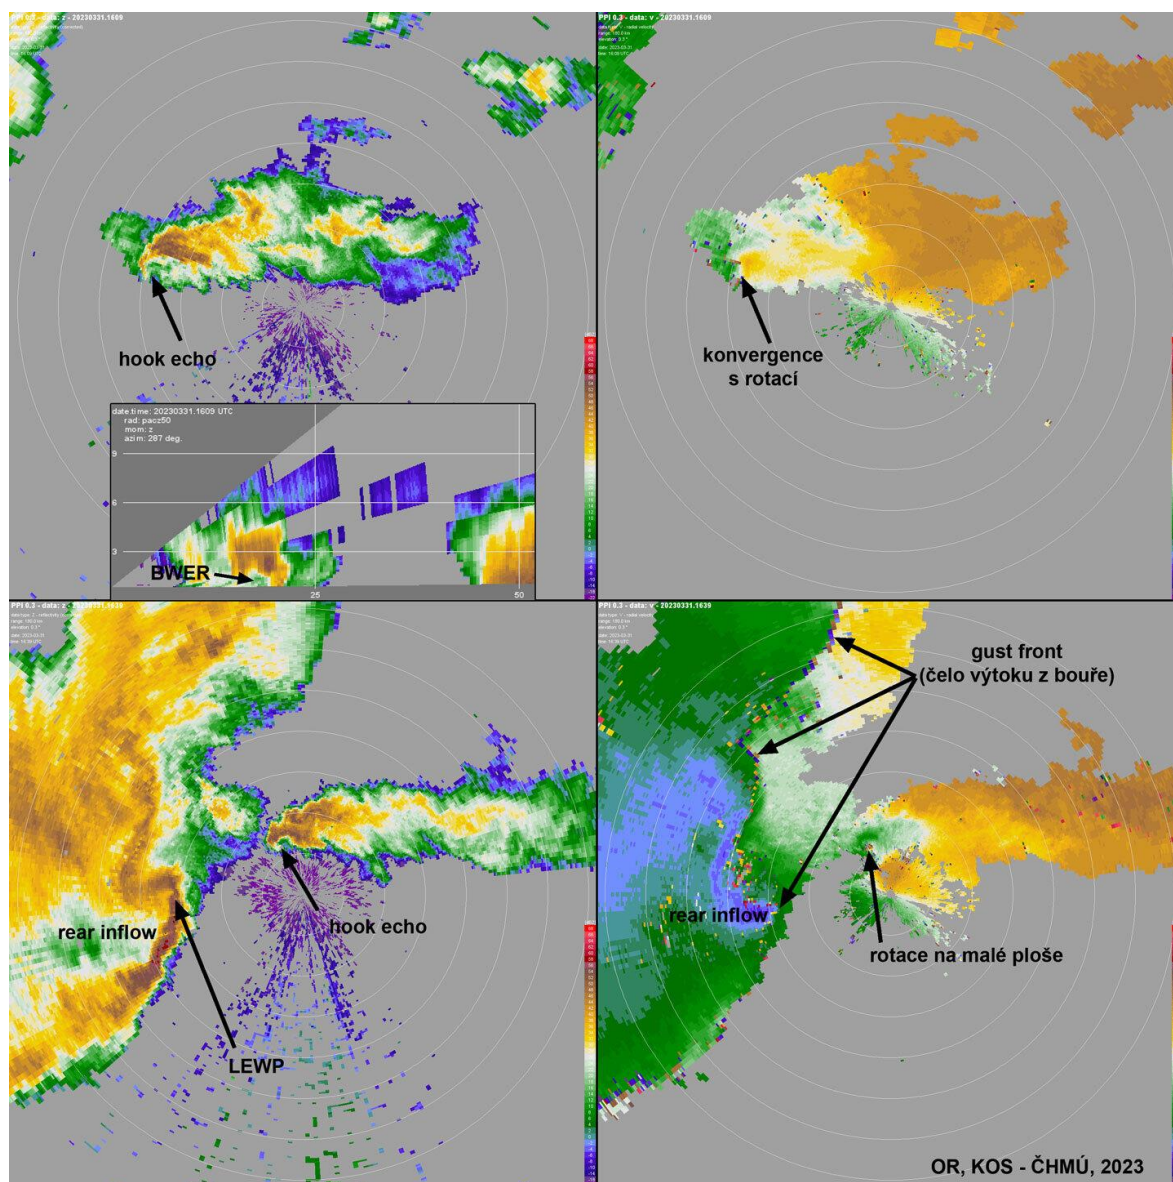 PPI 0.3 - data: z - 20230331.1609
PPI 0.3 - data: v - 20230331.1609
hook echo
konvergence
s rotací
date.time: 20230331.1609 UTC
rad: pacz50
mom: z
azim: 287 deg.
9
6
3
BWER
25
50
PPI 0.3 - data: z - 20230331.1639
PPI 0.3 - data: v - 20230331.1639
gust front
(čelo výtoku z bouře)
rear inflow
hook echo
LEWP
rear inflow
rotace na malé ploše
OR, KOS - ČHMÚ, 2023